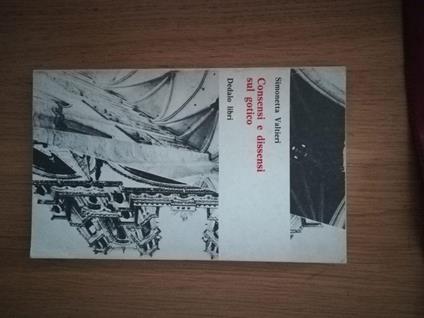 Simonetta Valtieri
Consensi e dissensi
sul gotico
Dedalo libri